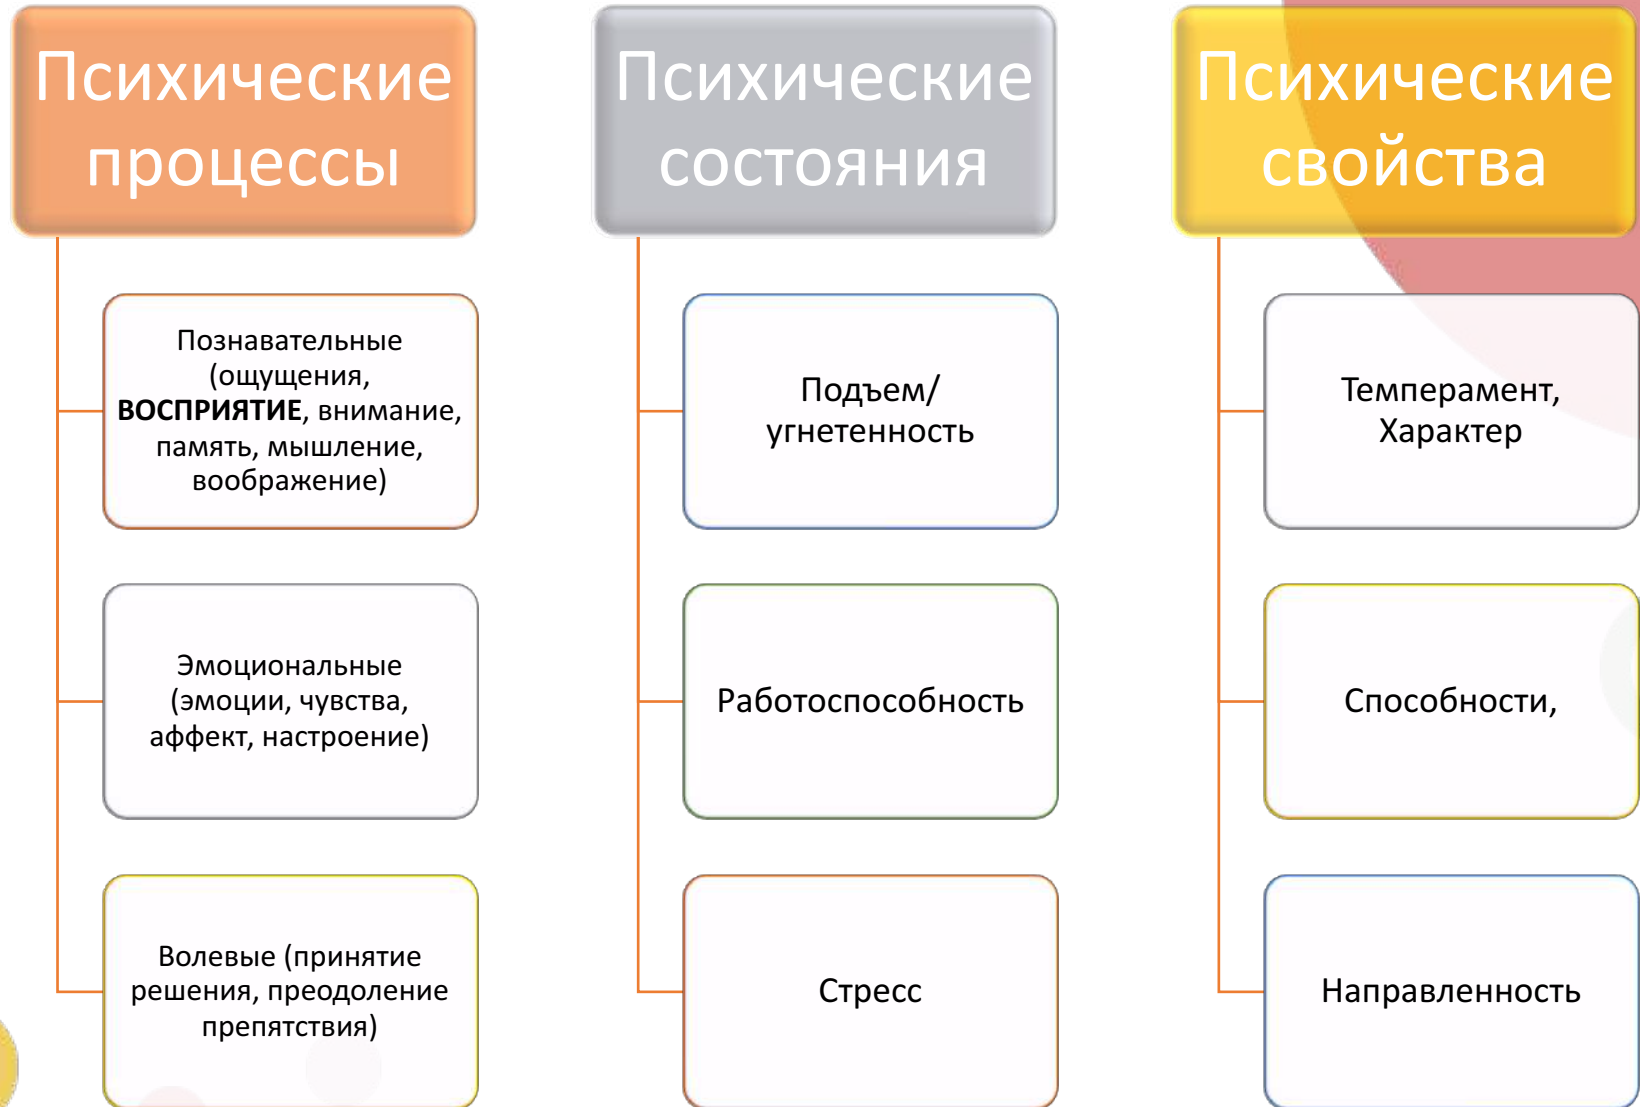 Психические
процессы
Познавательные
(ощущения,
ВОСПРИЯТИЕ, внимание,
память, мышление,
воображение)
Эмоциональные
(эмоции, чувства,
аффект, настроение)
Волевые (принятие
решения, преодоление
препятствия)
Психические
состояния
Подъем/
угнетенность
Работоспособность
Стресс
Психические
свойства
Темперамент,
Характер
Способности,
Направленность